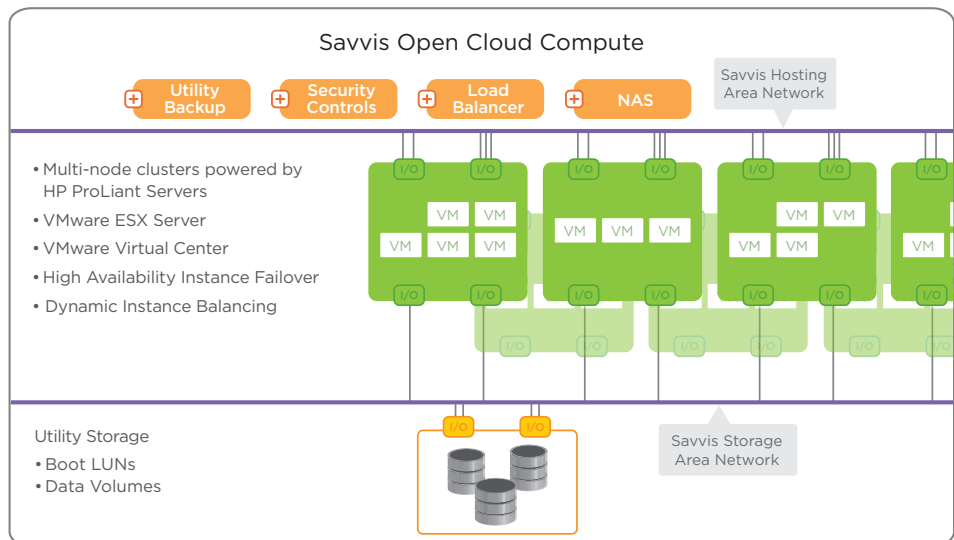 Savvis Open Cloud Compute
Utility
Backup
Security
Controls
Load
Balancer
NAS
Savvis Hosting
Area Network
• Multi-node clusters powered by
HP ProLiant Servers
• VMware ESX Server
• VMware Virtual Center
• High Availability Instance Failover
• Dynamic Instance Balancing
I/O I/O I/O I/O I/O I/O I/O
VM VM VM VM
VM VM VM VM VM VM VM VM VM
I/O I/O I/O I/O I/O I/O I/O
I/O I/O I/O I/O I/O I/O
I/O I/O
Utility Storage
• Boot LUNs
• Data Volumes
Savvis Storage
Area Network